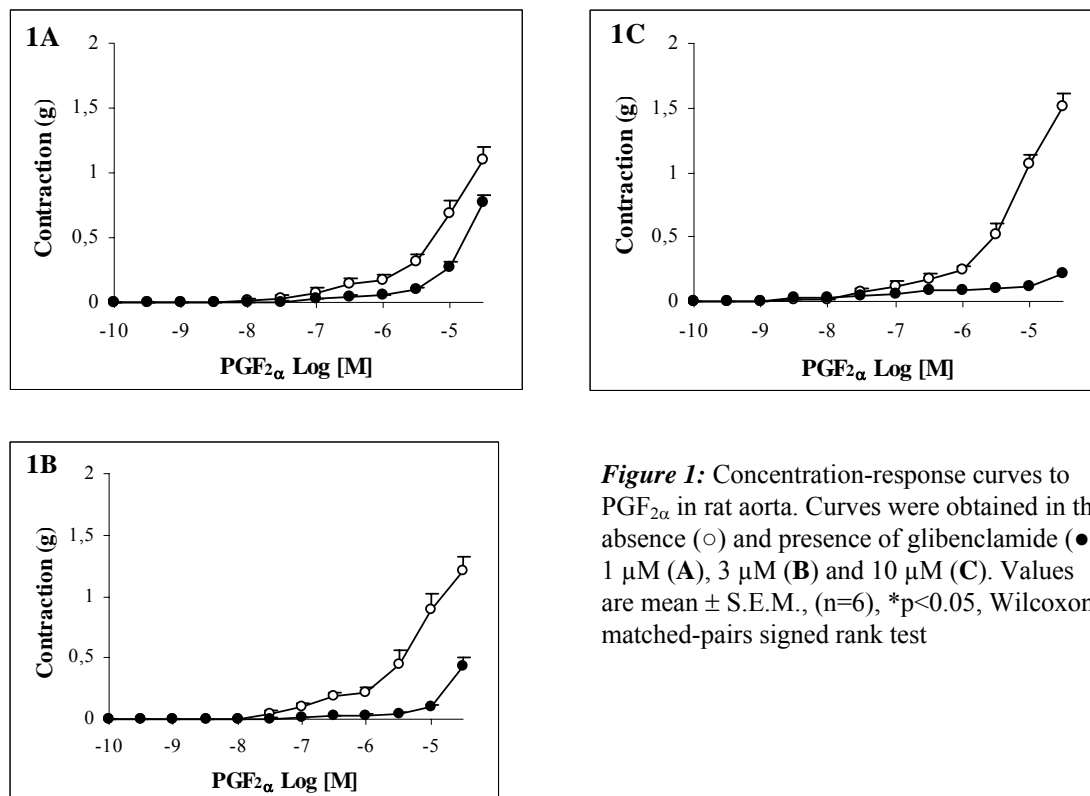 1A
2
1,5
1
0,5
0
Contraction (g)
-10 -9 -8 -7 -6 -5
PGF2α Log [M]
1C
2
1,5
1
0,5
0
Contraction (g)
-10 -9 -8 -7 -6 -5
PGF2α Log [M]
1B
2
1,5
1
0,5
0
Contraction (g)
-10 -9 -8 -7 -6 -5
PGF2α Log [M]
Figure 1: Concentration-response curves to
PGF2α in rat aorta. Curves were obtained in th
absence (○) and presence of glibenclamide (●
1 µM (A), 3 µM (B) and 10 µM (C). Values
are mean ± S.E.M., (n=6), *p<0.05, Wilcoxon
matched-pairs signed rank test